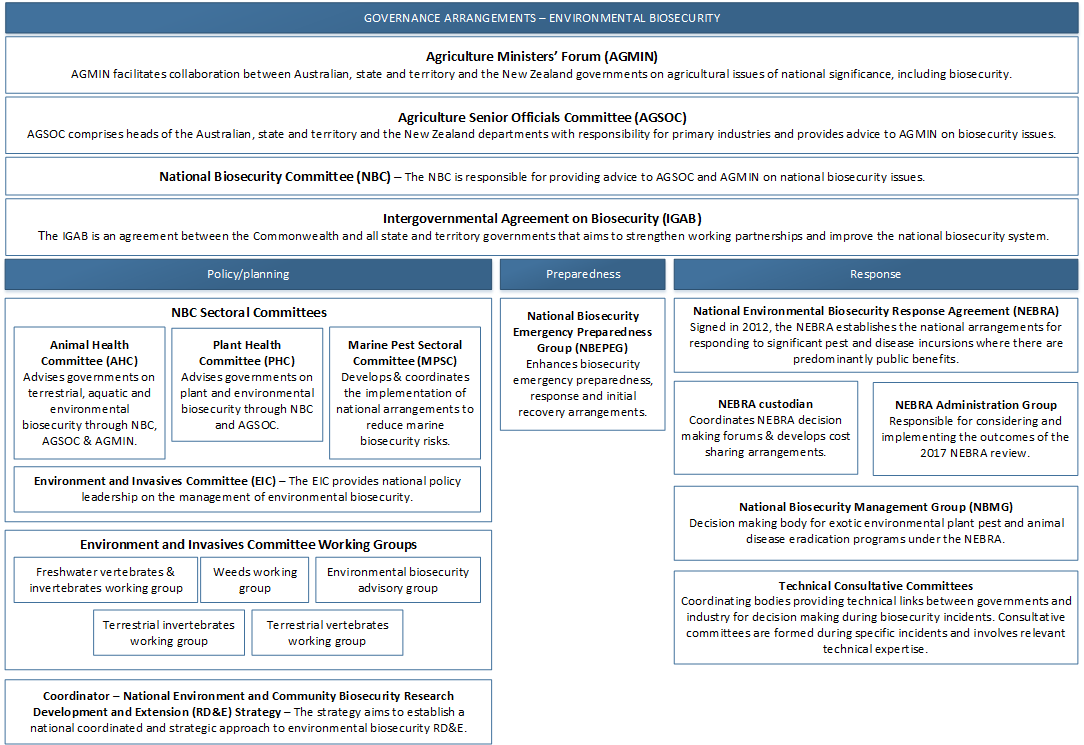 GOVERNANCE ARRANGEMENTS – ENVIRONMENTAL BIOSECURITY
Agriculture Ministers' Forum (AGMIN)
AGMIN facilitates collaboration between Australian, state and territory and the New Zealand governments on agricultural issues of national significance, including biosecurity.
Agriculture Senior Officials Committee (AGSOC)
AGSOC comprises heads of the Australian, state and territory and the New Zealand departments with responsibility for primary industries and provides advice to AGMIN on biosecurity issues.
National Biosecurity Committee (NBC) – The NBC is responsible for providing advice to AGSOC and AGMIN on national biosecurity issues.
Intergovernmental Agreement on Biosecurity (IGAB)
The IGAB is an agreement between the Commonwealth and all state and territory governments that aims to strengthen working partnerships and improve the national biosecurity system.
Policy/planning
NBC Sectoral Committees
Animal Health
Committee (AHC)
Advises governments on
terrestrial, aquatic and
environmental
biosecurity through NBC,
AGSOC & AGMIN.
Plant Health
Committee (PHC)
Advises governments on
plant and environmental
biosecurity through NBC
and AGSOC.
Marine Pest Sectoral
Committee (MPSC)
Develops & coordinates
the implementation of
national arrangements to
reduce marine
biosecurity risks.
Environment and Invasives Committee (EIC) – The EIC provides national policy
leadership on the management of environmental biosecurity.
Environment and Invasives Committee Working Groups
Freshwater vertebrates &
invertebrates working group
Weeds working
group
Environmental biosecurity
advisory group
Terrestrial invertebrates
working group
Terrestrial vertebrates
working group
Coordinator – National Environment and Community Biosecurity Research
Development and Extension (RD&E) Strategy – The strategy aims to establish a
national coordinated and strategic approach to environmental biosecurity RD&E.
Preparedness
National Biosecurity
Emergency Preparedness
Group (NBEPEG)
Enhances biosecurity
emergency preparedness,
response and initial
recovery arrangements.
Response
National Environmental Biosecurity Response Agreement (NEBRA)
Signed in 2012, the NEBRA establishes the national arrangements for
responding to significant pest and disease incursions where there are
predominantly public benefits.
NEBRA custodian
Coordinates NEBRA decision
making forums & develops cost
sharing arrangements.
NEBRA Administration Group
Responsible for considering and
implementing the outcomes of the
2017 NEBRA review.
National Biosecurity Management Group (NBMG)
Decision making body for exotic environmental plant pest and animal
disease eradication programs under the NEBRA.
Technical Consultative Committees
Coordinating bodies providing technical links between governments and
industry for decision making during biosecurity incidents. Consultative
committees are formed during specific incidents and involves relevant
technical expertise.